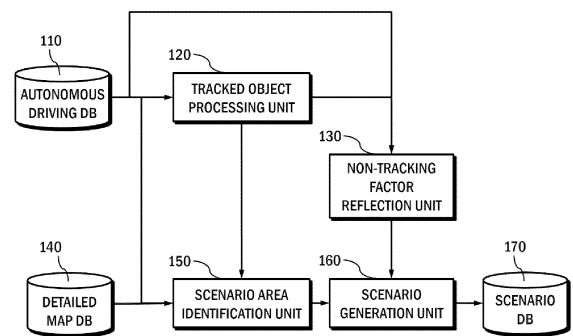 110
AUTONOMOUS
DRIVING DB
120
TRACKED OBJECT
PROCESSING UNIT
130
NON-TRACKING
FACTOR
REFLECTION UNIT
140
DETAILED
MAP DB
150
SCENARIO AREA
IDENTIFICATION UNIT
160
SCENARIO
GENERATION UNIT
170
SCENARIO
DB